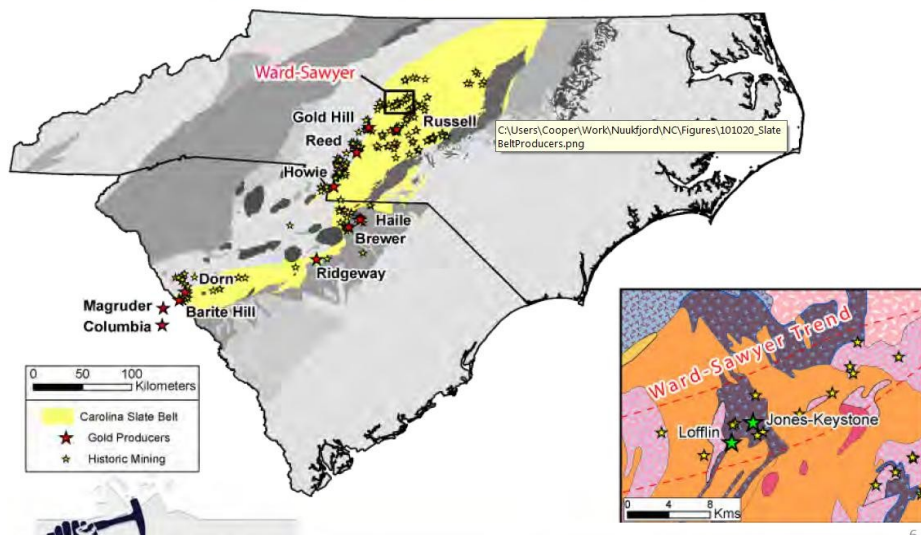 Ward-Sawyer
Gold Hill
Russell
C:\Users\Cooper\Work\Nuukfjord\NC\Figures\101020_Slate
BeltProducers.png
Reed
Howie
Haile
Brewer
Ridgeway
Dorn
Barite Hill
Magruder
Columbia
0 50 100
Kilometers
Carolina Slate Belt
Gold Producers
Historic Mining
Ward-Sawyer Trend
Jones-Keystone
Lofflin
0 4 8
Kms
6